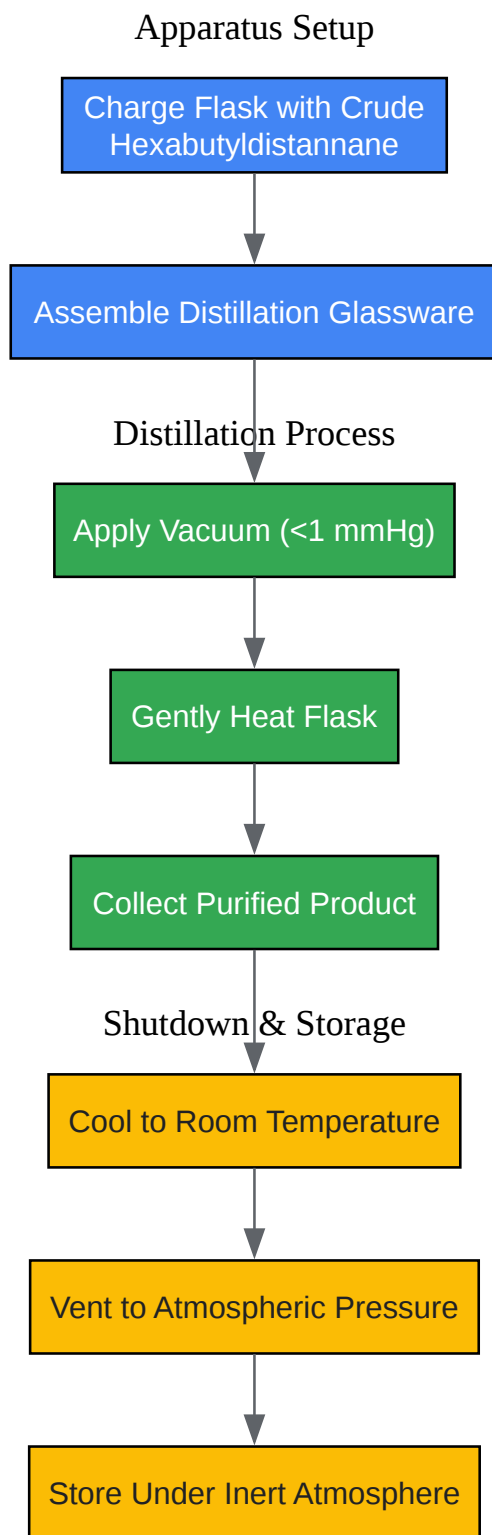 Apparatus Setup
Charge Flask with Crude
Hexabutyldistannane
Assemble Distillation Glassware
Distillation Process
Apply Vacuum (<1 mmHg)
Gently Heat Flask
Collect Purified Product
Shutdown & Storage
Cool to Room Temperature
Vent to Atmospheric Pressure
Store Under Inert Atmosphere